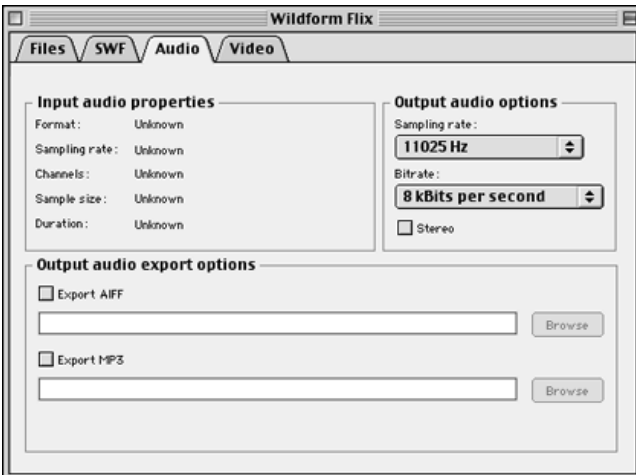 Wildform Flix
Files SWF Audio Video
Input audio properties
Format: Unknown
Sampling rate: Unknown
Channels: Unknown
Sample size: Unknown
Duration: Unknown
Output audio options
Sampling rate:
11025 Hz
Bitrate:
8 kBits per second
Stereo
Output audio export options
Export AIFF
Browse
Export MP3
Browse